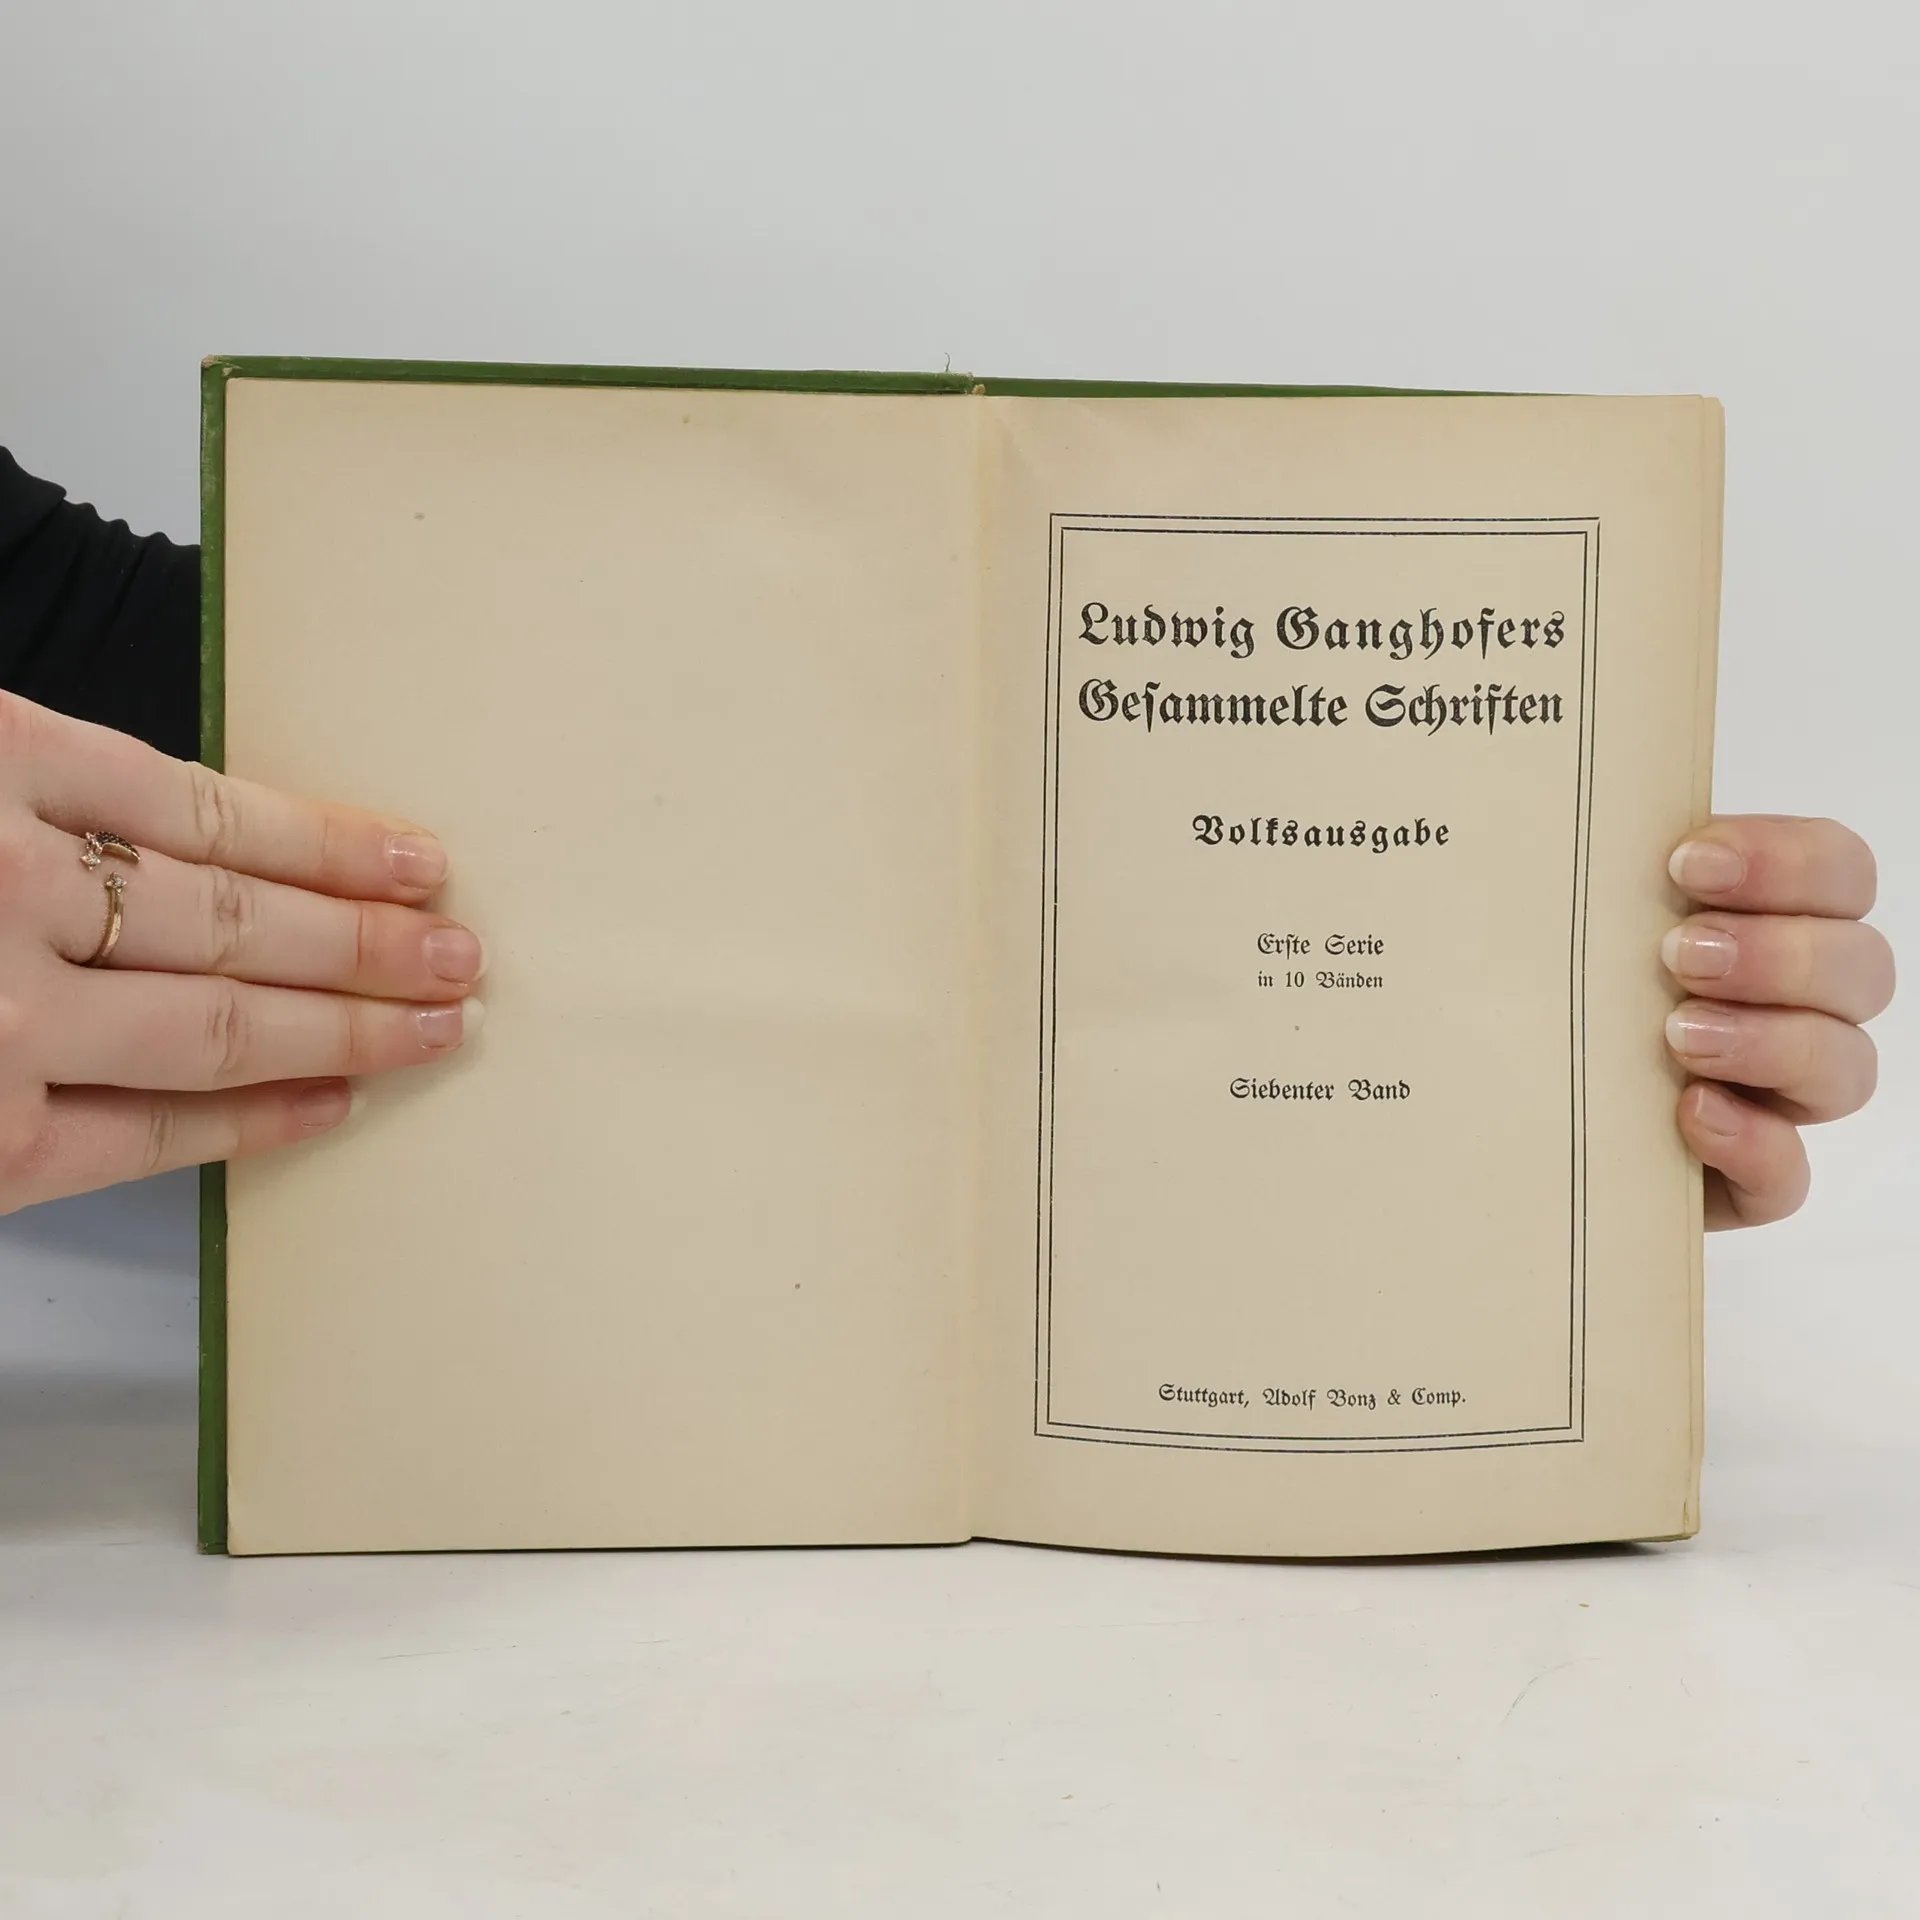 Ludwig Ganghofers
Geſammelte Schriften
Volksausgabe
Erſte Serie
in 10 Bänden
Siebenter Band
Stuttgart, Adolf Bonz & Comp.